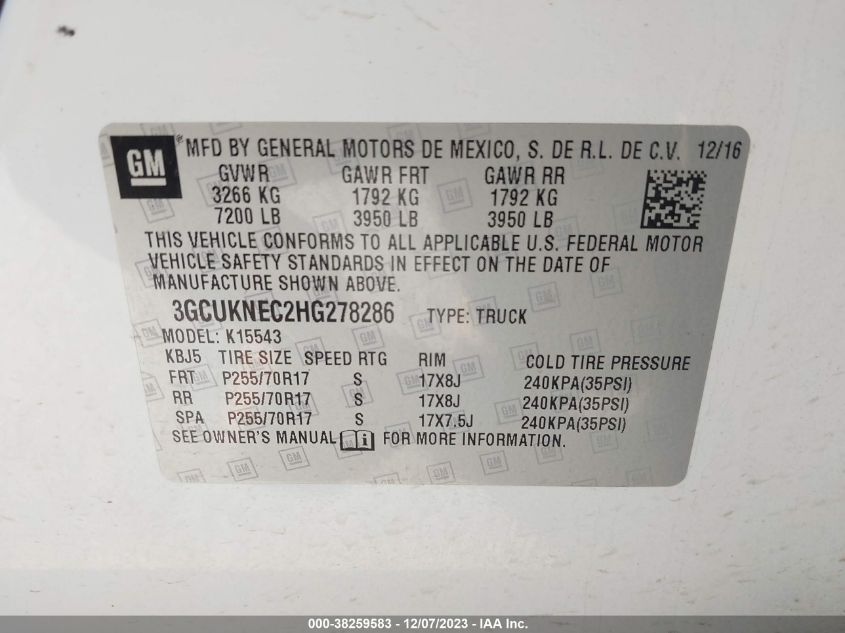 GM MFD BY GENERAL MOTORS DE MEXICO, S. DE R.L. DE C.V. 12/16
GVWR GAWR FRT GAWR RR
3266 KG 1792 KG 1792 KG
7200 LB 3950 LB 3950 LB
THIS VEHICLE CONFORMS TO ALL APPLICABLE U.S. FEDERAL MOTOR
VEHICLE SAFETY STANDARDS IN EFFECT ON THE DATE OF
MANUFACTURE SHOWN ABOVE.
3GCUKNEC2HG278286 TYPE: TRUCK
MODEL: K15543
KBJ5 TIRE SIZE SPEED RTG RIM COLD TIRE PRESSURE
FRT P255/70R17 S 17X8J 240KPA(35PSI)
RR P255/70R17 S 17X8J 240KPA(35PSI)
SPA P255/70R17 S 17X7.5J 240KPA(35PSI)
SEE OWNER'S MANUAL i FOR MORE INFORMATION.
000-38259583 - 12/07/2023 - IAA Inc.